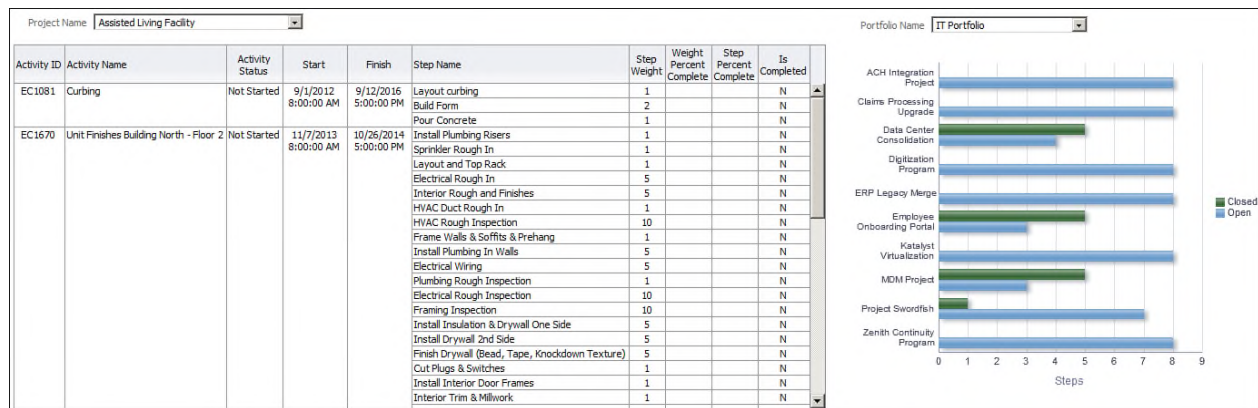 Project Name Assisted Living Facility
Activity ID Activity Name Activity Status Start Finish Step Name Step Weight Weight Percent Complete Step Percent Complete Is Completed
EC1081 Curbing Not Started 9/1/2012 8:00:00 AM 9/12/2016 5:00:00 PM Layout curbing 1 N
Build Form 2 N
Pour Concrete 1 N
EC1670 Unit Finishes Building North - Floor 2 Not Started 11/7/2013 8:00:00 AM 10/26/2014 5:00:00 PM Install Plumbing Risers 1 N
Sprinkler Rough In 1 N
Layout and Top Rack 1 N
Electrical Rough In 5 N
Interior Rough and Finishes 5 N
HVAC Duct Rough In 1 N
HVAC Rough Inspection 10 N
Frame Walls & Soffits & Prehang 1 N
Install Plumbing In Walls 5 N
Electrical Wiring 5 N
Plumbing Rough Inspection 1 N
Electrical Rough Inspection 10 N
Framing Inspection 10 N
Install Insulation & Drywall One Side 5 N
Install Drywall 2nd Side 5 N
Finish Drywall (Bead, Tape, Knockdown Texture) 5 N
Cut Plugs & Switches 1 N
Install Interior Door Frames 1 N
Interior Trim & Millwork 1 N
Portfolio Name IT Portfolio
ACH Integration
Project
Claims Processing
Upgrade
Data Center
Consolidation
Digitization
Program
ERP Legacy Merge
Employee
Onboarding Portal
Katalyst
Virtualization
MDM Project
Project Swordfish
Zenith Continuity
Program
0 1 2 3 4 5 6 7 8 9
Steps
Closed
Open